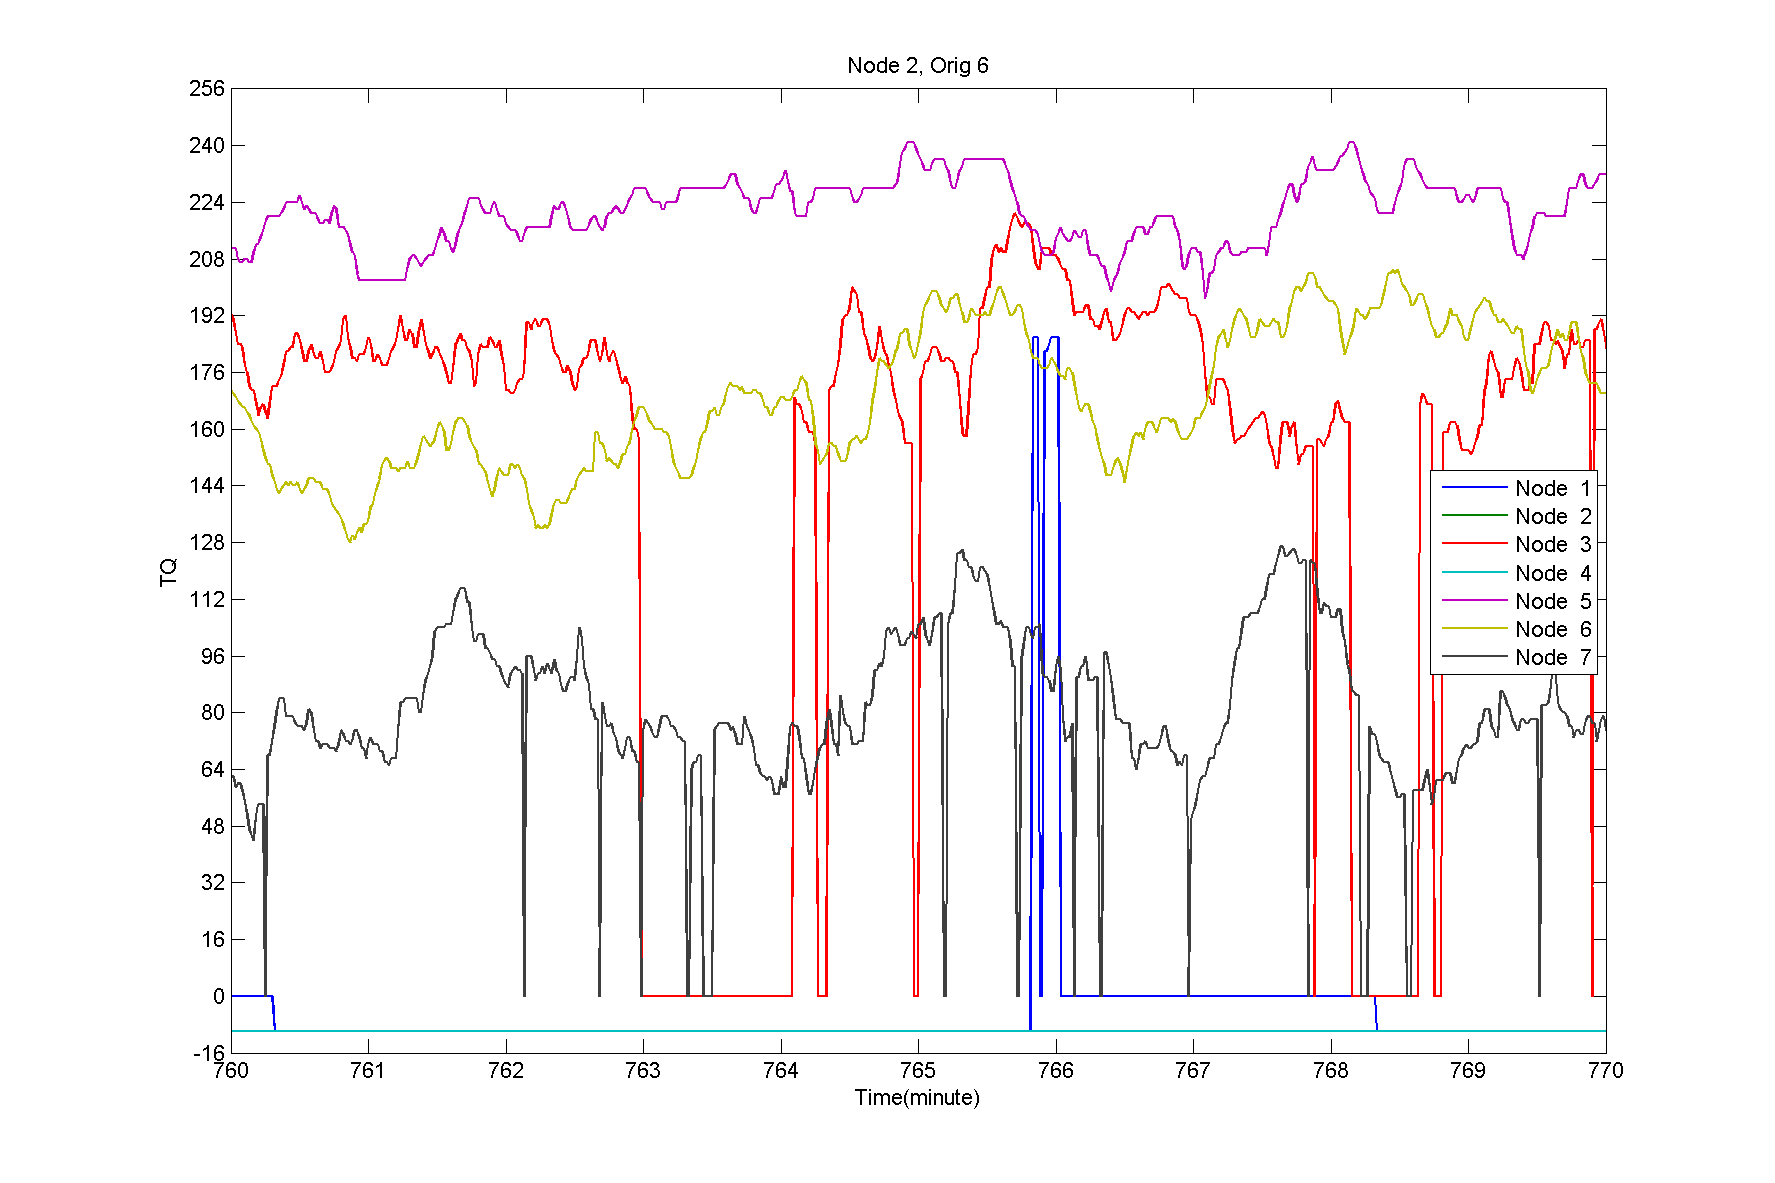 Node 2, Orig 6
256
240
224
208
192
176
160
144
128
112
96
80
64
48
32
16
0
-16
TQ
Node 1
Node 2
Node 3
Node 4
Node 5
Node 6
Node 7
760 761 762 763 764 765 766 767 768 769 770
Time(minute)